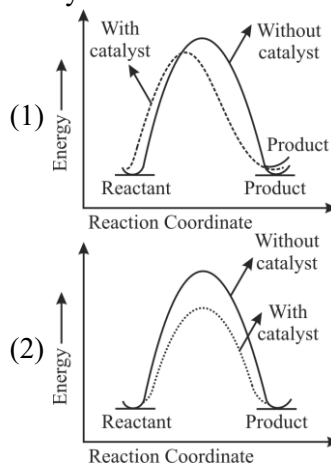 With
catalyst
Without
catalyst
(1)
Energy
Product
Reactant
Product
Reaction Coordinate
Without
catalyst
With
catalyst
(2)
Energy
Reactant
Product
Reaction Coordinate